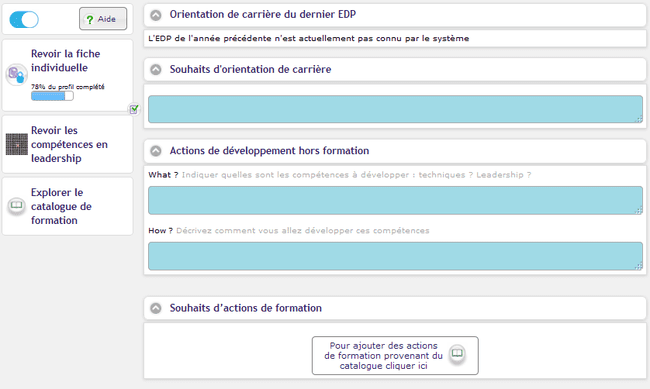 Aide
Revoir la fiche
individuelle
78% du profil complété
Revoir les
compétences en
leadership
Explorer le
catalogue de
formation
Orientation de carrière du dernier EDP
L'EDP de l'année précédente n'est actuellement pas connu par le système
Souhaits d'orientation de carrière
Actions de développement hors formation
What ? Indiquer quelles sont les compétences à développer : techniques ? Leadership ?
How ? Décrivez comment vous allez développer ces compétences
Souhaits d'actions de formation
Pour ajouter des actions
de formation provenant du
catalogue cliquer ici